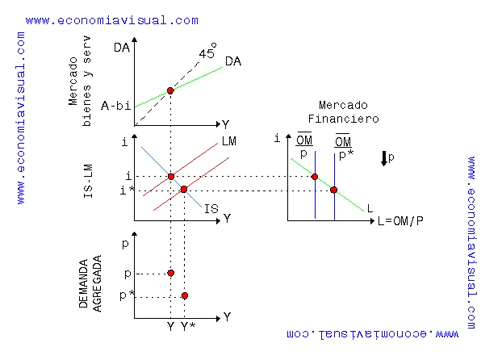 www.economiavisual.com
www.economiavisual.com
Mercado
bienes y serv
DA
45°
DA
A-bi
Y
Mercado
Financiero
IS-LM
i
LM
i
i*
IS
Y
i
OM
p
OM
p*
p
L
L=OM/P
www.economiavisual.com
DEMANDA
AGREGADA
p
p
p*
Y
Y Y*
www.economiavisual.com